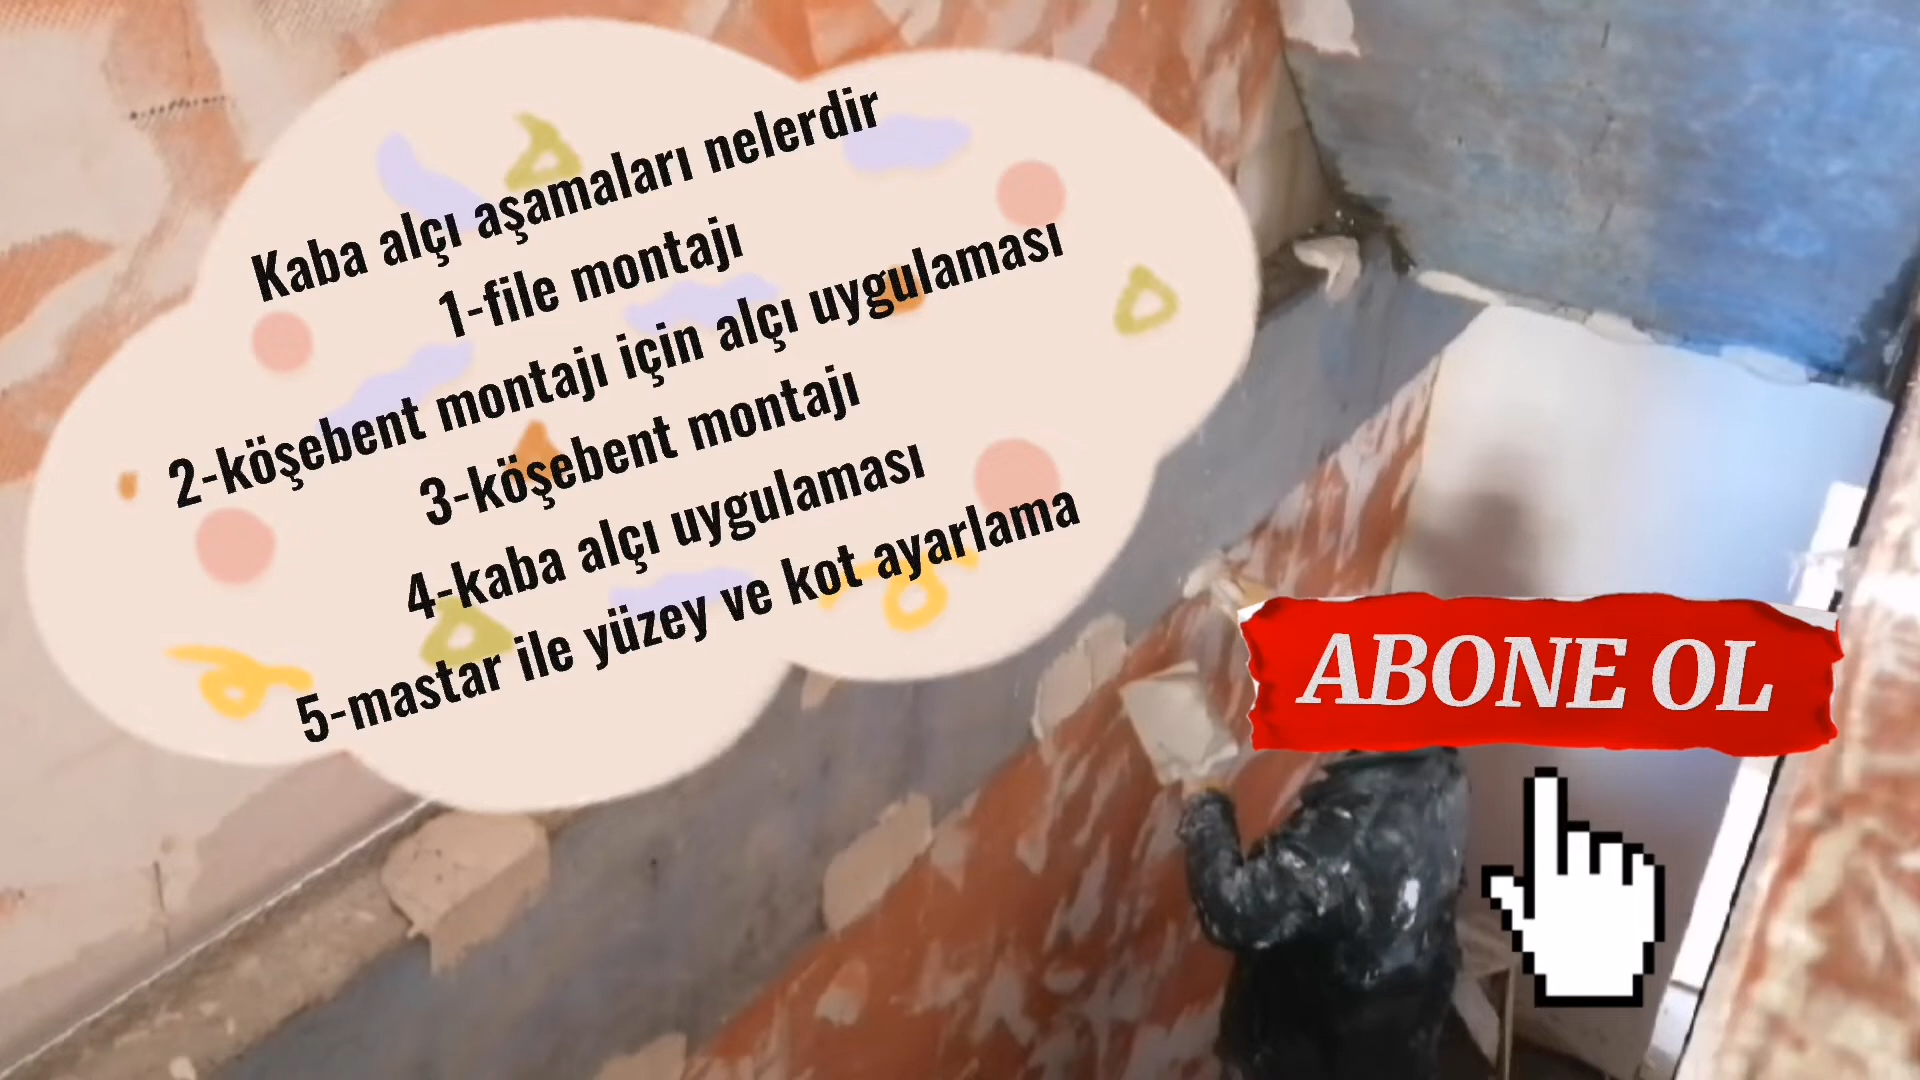 Kaba alçı aşamaları nelerdir
1-file montajı
2-köşebent montajı için alçı uygulaması
3-köşebent montajı
4-kaba alçı uygulaması
5-mastar ile yüzey ve kot ayarlama
ABONE OL